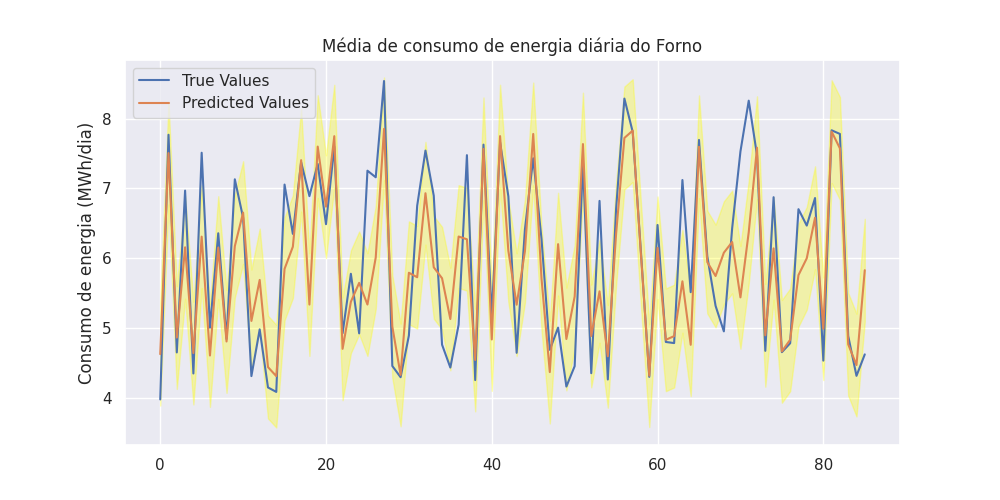 Média de consumo de energia diária do Forno
True Values
Predicted Values
Consumo de energia (MWh/dia)
8
7
6
5
4
0 20 40 60 80